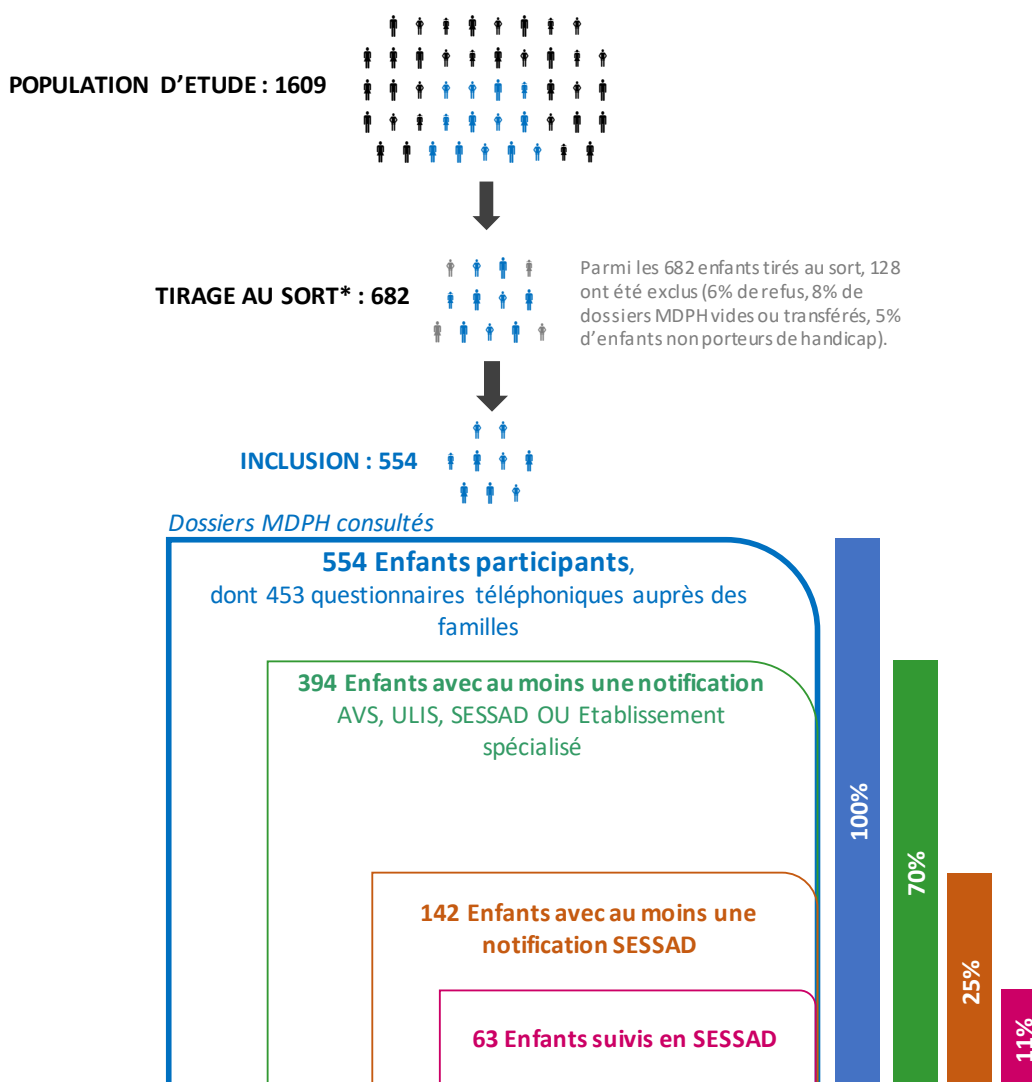 POPULATION D'ETUDE : 1609
TIRAGE AU SORT* : 682
Parmi les 682 enfants tirés au sort, 128
ont été exclus (6% de refus, 8% de
dossiers MDPH vides ou transférés, 5%
d'enfants non porteurs de handicap).
INCLUSION : 554
Dossiers MDPH consultés
554 Enfants participants,
dont 453 questionnaires téléphoniques auprès des
familles
394 Enfants avec au moins une notification
AVS, ULIS, SESSAD OU Etablissement
spécialisé
142 Enfants avec au moins une
notification SESSAD
63 Enfants suivis en SESSAD
100%
70%
25%
11%